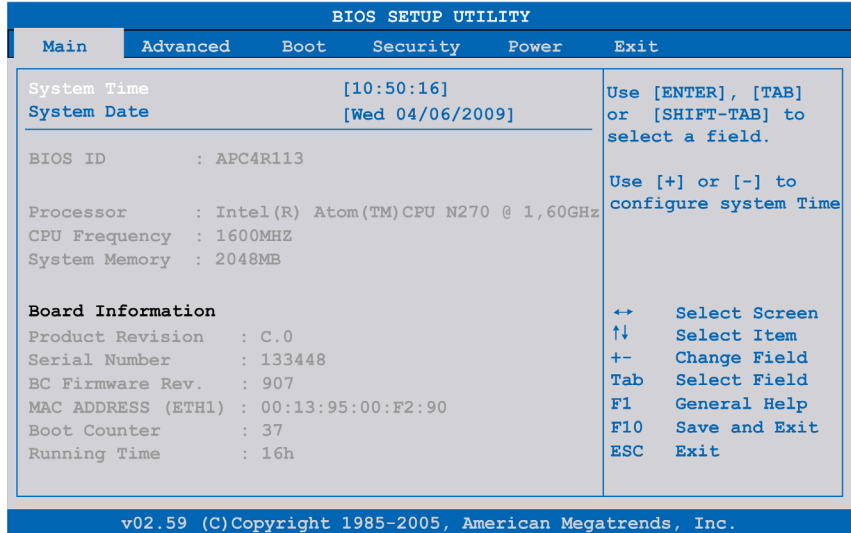 BIOS SETUP UTILITY
Main Advanced Boot Security Power Exit
System Time [10:50:16]
System Date [Wed 04/06/2009]
BIOS ID : APC4R113
Processor : Intel(R) Atom(TM)CPU N270 @ 1,60GHz
CPU Frequency : 1600MHZ
System Memory : 2048MB
Board Information
Product Revision : C.0
Serial Number : 133448
BC Firmware Rev. : 907
MAC ADDRESS (ETH1) : 00:13:95:00:F2:90
Boot Counter : 37
Running Time : 16h
Use [ENTER], [TAB]
or [SHIFT-TAB] to
select a field.
Use [+] or [-] to
configure system Time
↔ Select Screen
↑↓ Select Item
+- Change Field
Tab Select Field
F1 General Help
F10 Save and Exit
ESC Exit
v02.59 (C)Copyright 1985-2005, American Megatrends, Inc.